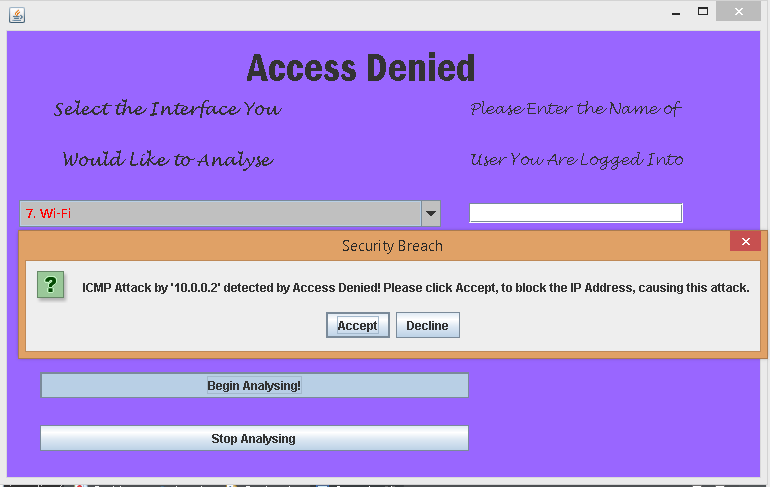 Access Denied
Select the Interface You
Please Enter the Name of
Would Like to Analyse
User You Are Logged Into
7. Wi-Fi
Security Breach
ICMP Attack by '10.0.0.2' detected by Access Denied! Please click Accept, to block the IP Address, causing this attack.
Accept
Decline
Begin Analysing!
Stop Analysing